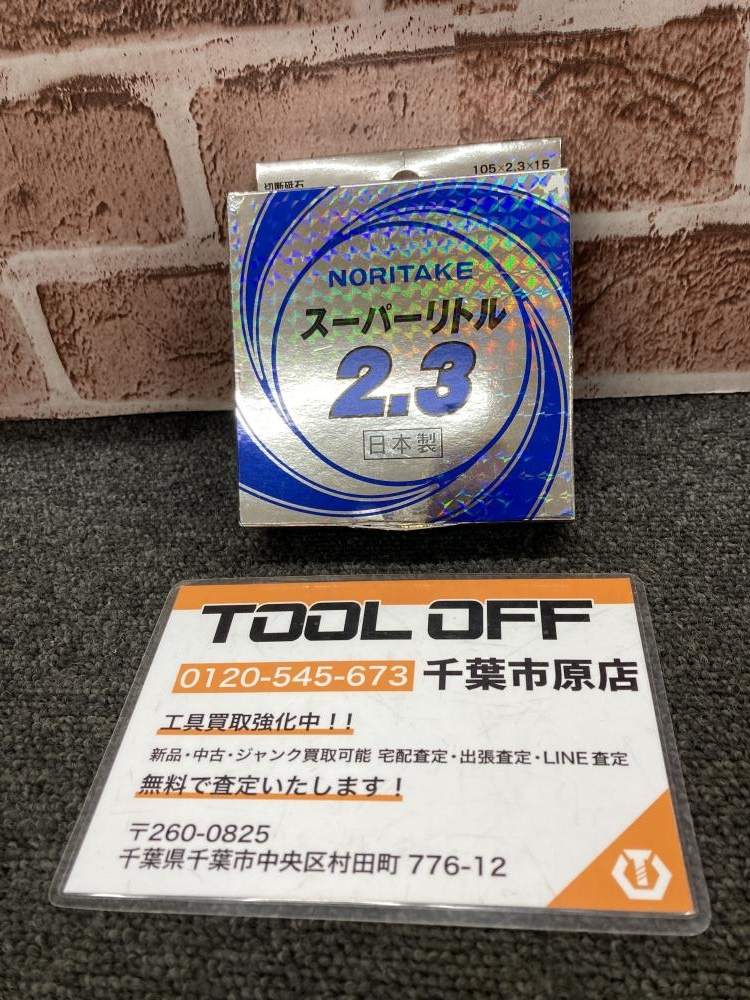 切断砥石
105×2.3×15
NORITAKE
スーパーリトル
2.3
日本製
TOOL OFF
0120-545-673 千葉市原店
工具買取強化中!!
新品・中古・ジャンク買取可能 宅配査定・出張査定・LINE査定
無料で査定いたします!
〒260-0825
千葉県千葉市中央区村田町 776-12